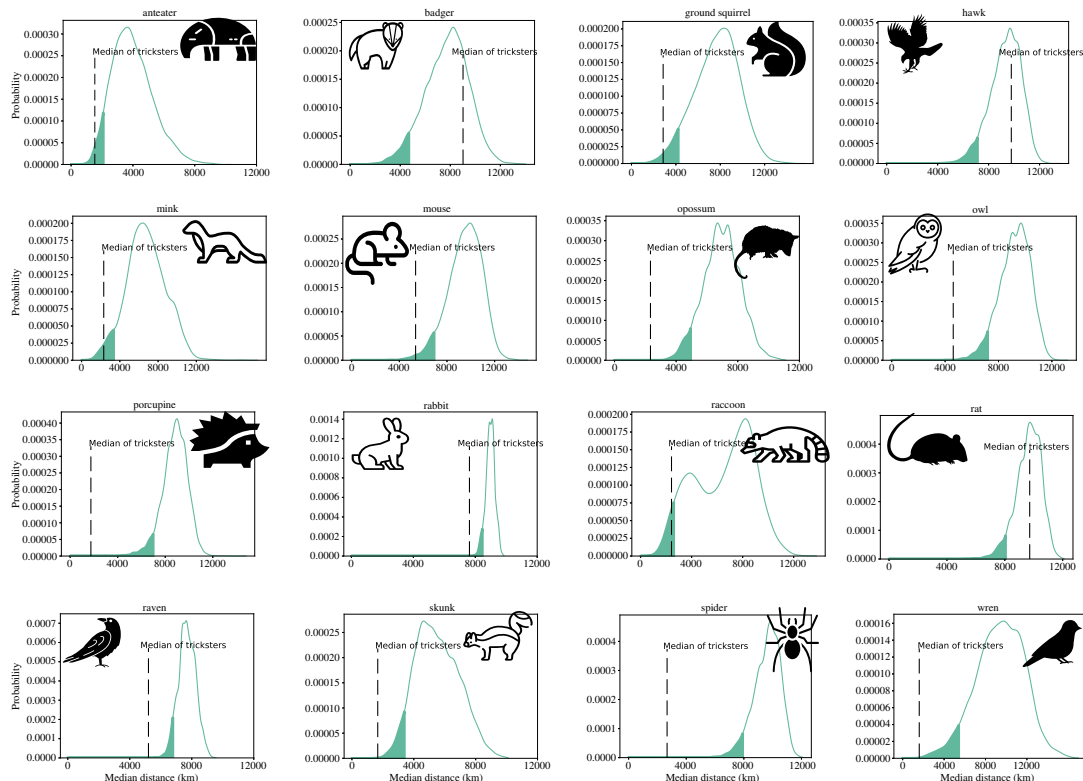 anteater
Probability
0.00030
0.00025
0.00020
0.00015
0.00010
0.00005
0.00000
Median of tricksters
0 4000 8000 12000
badger
0.00025
0.00020
0.00015
0.00010
0.00005
0.00000
Median of tricksters
0 4000 8000 12000
ground squirrel
0.000200
0.000175
0.000150
0.000125
0.000100
0.000075
0.000050
0.000025
0.000000
Median of tricksters
0 4000 8000 12000
hawk
0.00035
0.00030
0.00025
0.00020
0.00015
0.00010
0.00005
0.00000
Median of tricksters
0 4000 8000 12000
mink
Probability
0.000200
0.000175
0.000150
0.000125
0.000100
0.000075
0.000050
0.000025
0.000000
Median of tricksters
0 4000 8000 12000
mouse
0.00025
0.00020
0.00015
0.00010
0.00005
0.00000
Median of tricksters
0 4000 8000 12000
opossum
0.00035
0.00030
0.00025
0.00020
0.00015
0.00010
0.00005
0.00000
Median of tricksters
0 4000 8000 12000
owl
0.00035
0.00030
0.00025
0.00020
0.00015
0.00010
0.00005
0.00000
Median of tricksters
0 4000 8000 12000
porcupine
Probability
0.00040
0.00035
0.00030
0.00025
0.00020
0.00015
0.00010
0.00005
0.00000
Median of tricksters
0 4000 8000 12000
rabbit
0.0014
0.0012
0.0010
0.0008
0.0006
0.0004
0.0002
0.0000
Median of tricksters
0 4000 8000 12000
raccoon
0.000200
0.000175
0.000150
0.000125
0.000100
0.000075
0.000050
0.000025
0.000000
Median of tricksters
0 4000 8000 12000
rat
0.0004
0.0003
0.0002
0.0001
0.0000
Median of tricksters
0 4000 8000 12000
raven
Probability
0.0007
0.0006
0.0005
0.0004
0.0003
0.0002
0.0001
0.0000
Median of tricksters
0 4000 8000 12000
Median distance (km)
skunk
0.00025
0.00020
0.00015
0.00010
0.00005
0.00000
Median of tricksters
0 4000 8000 12000
Median distance (km)
spider
0.0004
0.0003
0.0002
0.0001
0.0000
Median of tricksters
0 4000 8000 12000
Median distance (km)
wren
0.00016
0.00014
0.00012
0.00010
0.00008
0.00006
0.00004
0.00002
0.00000
Median of tricksters
0 4000 8000 12000
Median distance (km)